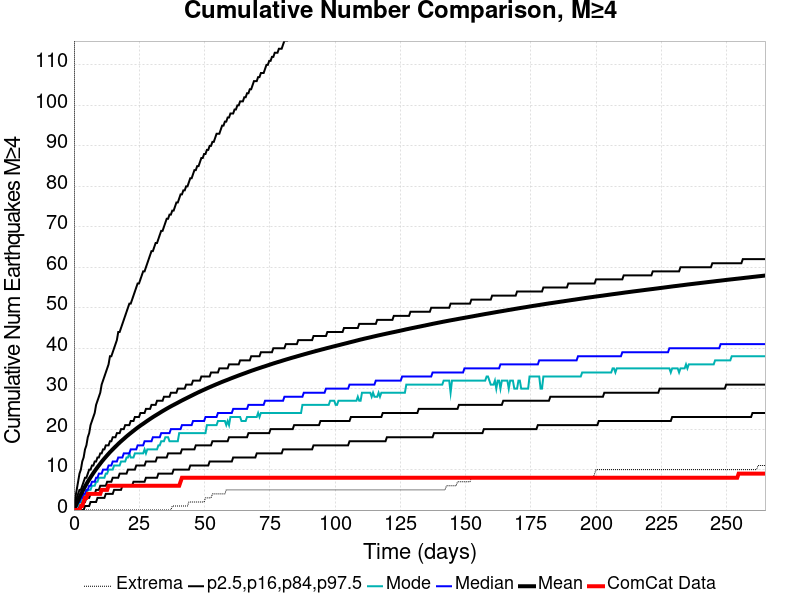 Cumulative Number Comparison, M≥4
Cumulative Num Earthquakes M≥4
110
100
90
80
70
60
50
40
30
20
10
0
0 25 50 75 100 125 150 175 200 225 250
Time (days)
Extrema p2.5,p16,p84,p97.5 Mode Median Mean ComCat Data